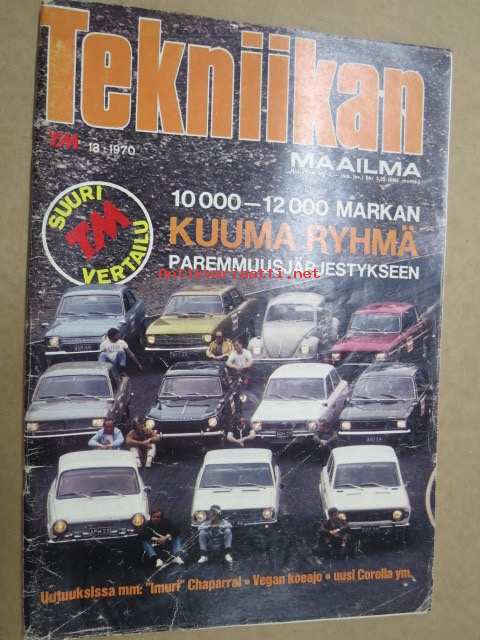 Tekniikan
TM 13 · 1970
MAAILMA
SUURI
TM
VERTAILU
10 000 — 12 000 MARKAN
KUUMA RYHMÄ
PAREMMUUSJÄRJESTYKSEEN
Uutuuksissa mm: "Imuri" Chaparral • Vegan koeajo • uusi Corolla ym.